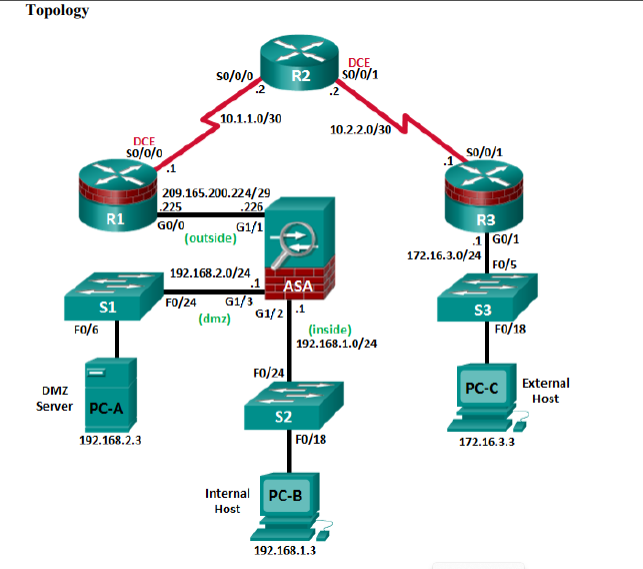 Topology
DCE
S0/0/0
R2
S0/0/1
.2
.2
10.1.1.0/30
10.2.2.0/30
DCE
S0/0/0
.1
S0/0/1
.1
209.165.200.224/29
.225
.226
R1
G0/0
G1/1
(outside)
R3
.1
G0/1
172.16.3.0/24
F0/5
192.168.2.0/24
.1
ASA
S1
F0/24
G1/3
(dmz)
G1/2
.1
S3
F0/6
F0/18
(inside)
192.168.1.0/24
F0/24
DMZ
Server
PC-A
PC-C
External
Host
S2
192.168.2.3
F0/18
172.16.3.3
Internal
Host
PC-B
192.168.1.3